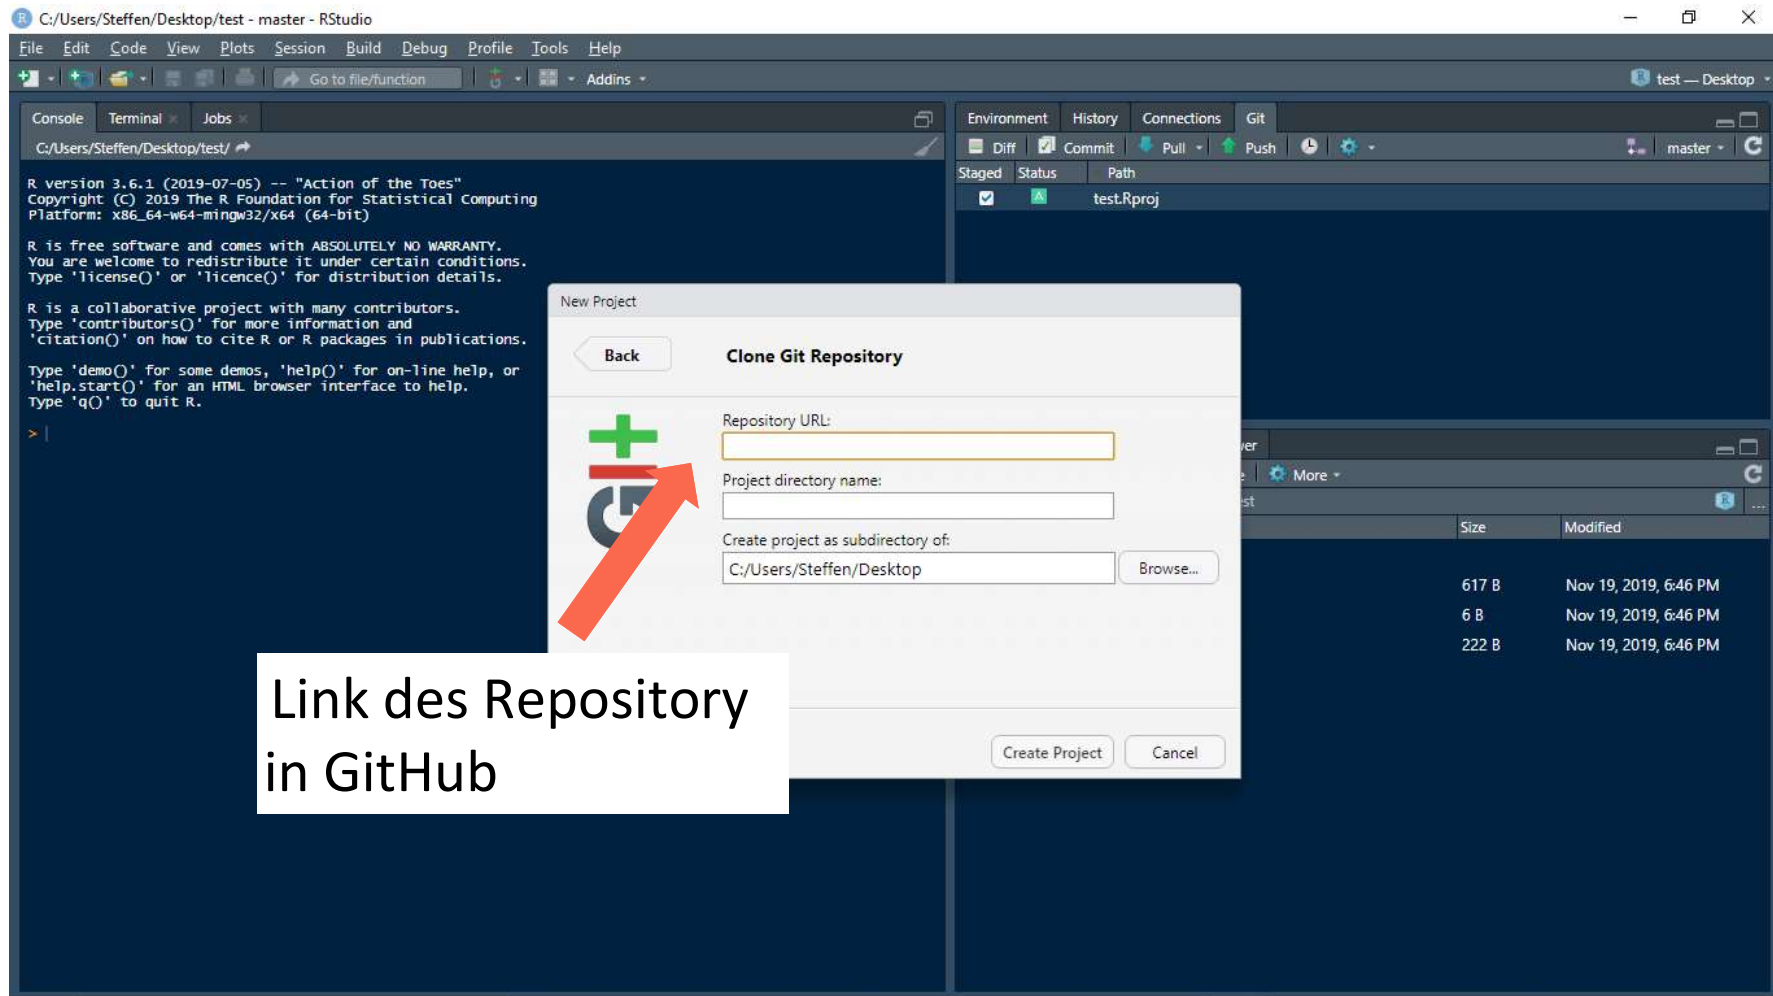 C:/Users/Steffen/Desktop/test - master - RStudio
File Edit Code View Plots Session Build Debug Profile Tools Help
Go to file/function Addins test — Desktop
Console Terminal Jobs
C:/Users/Steffen/Desktop/test/
R version 3.6.1 (2019-07-05) -- "Action of the Toes"
Copyright (C) 2019 The R Foundation for Statistical Computing
Platform: x86_64-w64-mingw32/x64 (64-bit)
R is free software and comes with ABSOLUTELY NO WARRANTY.
You are welcome to redistribute it under certain conditions.
Type 'license()' or 'licence()' for distribution details.
R is a collaborative project with many contributors.
Type 'contributors()' for more information and
'citation()' on how to cite R or R packages in publications.
Type 'demo()' for some demos, 'help()' for on-line help, or
'help.start()' for an HTML browser interface to help.
Type 'q()' to quit R.
>
Environment History Connections Git
Diff Commit Pull Push master
Staged Status Path
A test.Rproj
New Project
Back Clone Git Repository
Repository URL:
Project directory name:
Create project as subdirectory of:
C:/Users/Steffen/Desktop Browse...
Create Project Cancel
Link des Repository
in GitHub
More
Size Modified
617 B Nov 19, 2019, 6:46 PM
6 B Nov 19, 2019, 6:46 PM
222 B Nov 19, 2019, 6:46 PM